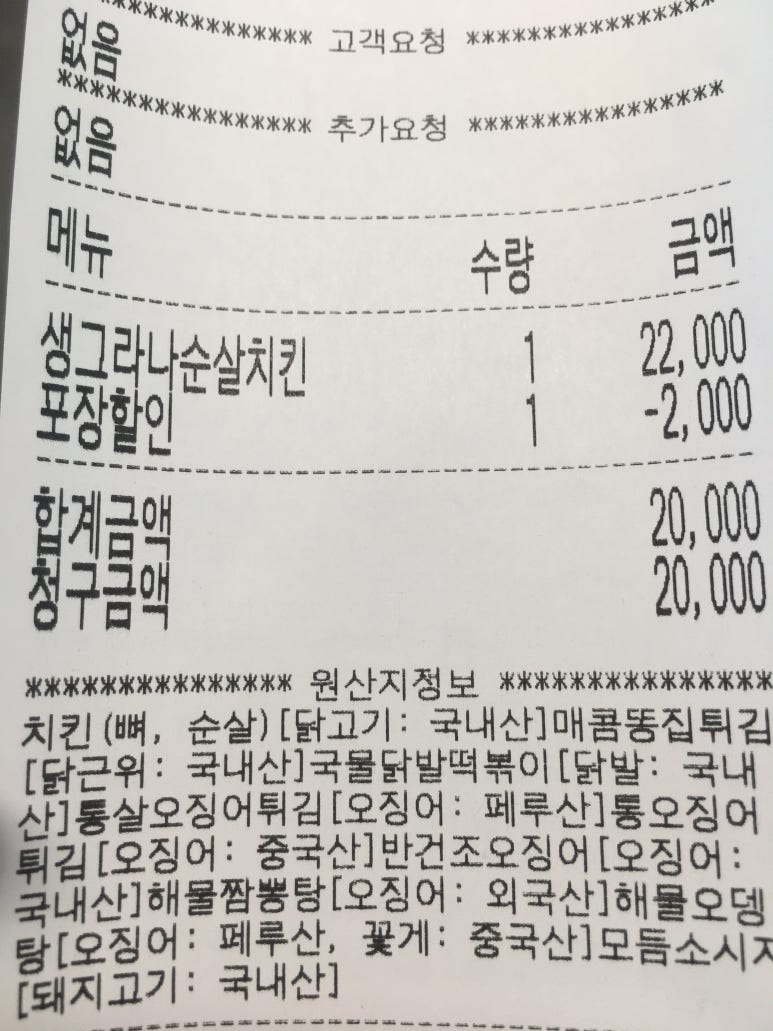 **************** 고객요청 ****************
없음
**************** 추가요청 ****************
없음
메뉴 수량 금액
생그라나순살치킨 1 22,000
포장할인 1 -2,000
합계금액 20,000
청구금액 20,000
*************** 원산지정보 ***************
치킨(뼈, 순살)[닭고기: 국내산]매콤똥집튀김
[닭근위: 국내산]국물닭발떡볶이[닭발: 국내
산]통살오징어튀김[오징어: 페루산]통오징어
튀김[오징어: 중국산]반건조오징어[오징어:
국내산]해물짬뽕탕[오징어: 외국산]해물오뎅
탕[오징어: 페루산, 꽃게: 중국산]모듬소시지
[돼지고기: 국내산]